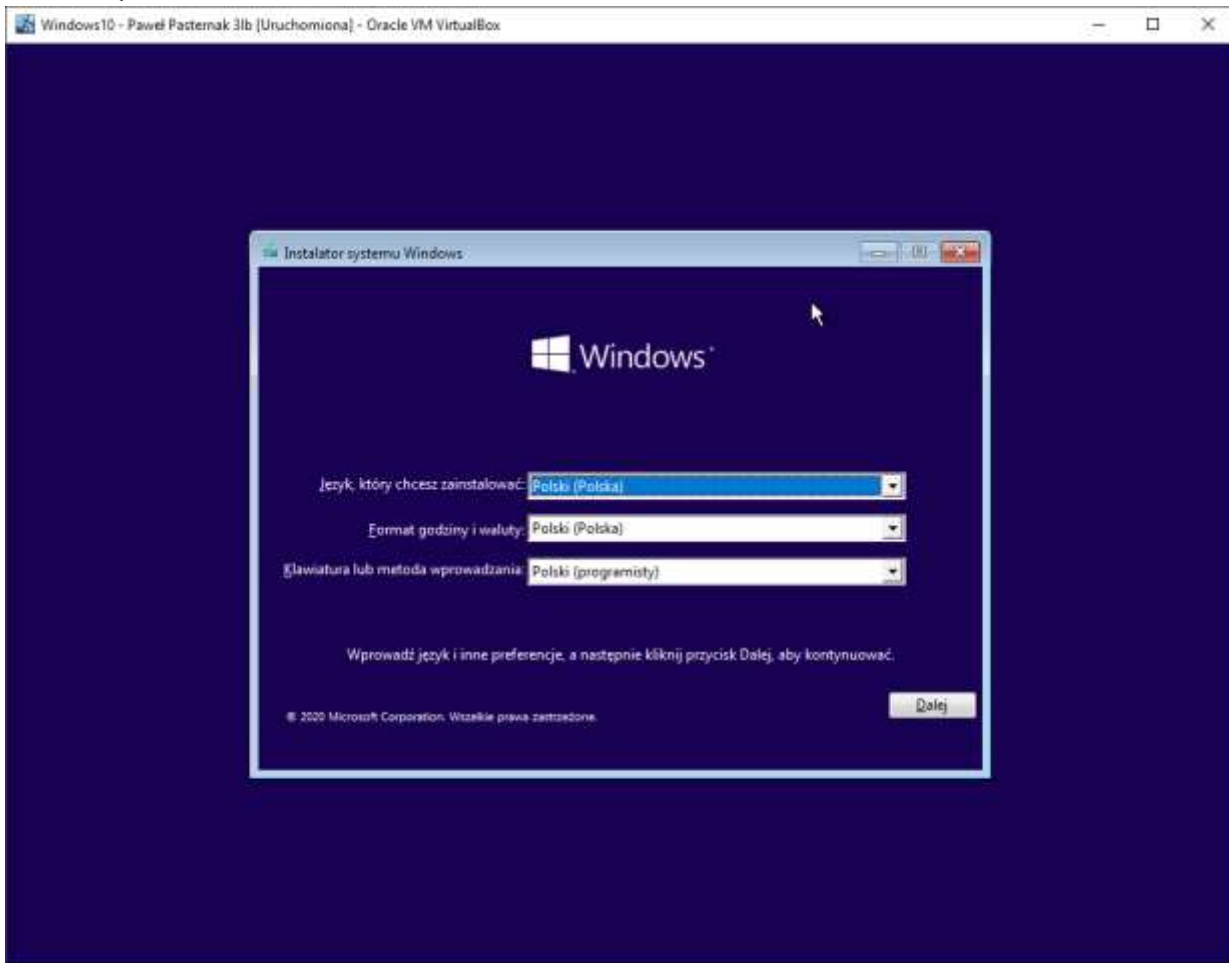 Windows10 - Paweł Pasternak 3lb [Uruchomiona] - Oracle VM VirtualBox
Instalator systemu Windows
Windows
Język, który chcesz zainstalować: Polski (Polska)
Format godziny i waluty: Polski (Polska)
Klawiatura lub metoda wprowadzania: Polski (programisty)
Wprowadź język i inne preferencje, a następnie kliknij przycisk Dalej, aby kontynuować.
© 2020 Microsoft Corporation. Wszelkie prawa zastrzeżone.
Dalej